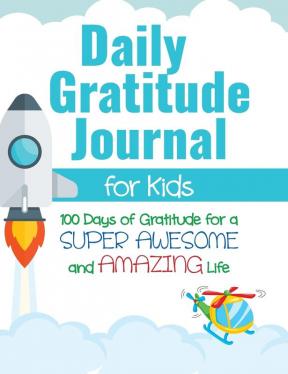 Daily
Gratitude
Journal
for Kids
100 Days of Gratitude for a
SUPER AWESOME
and AMAZING Life